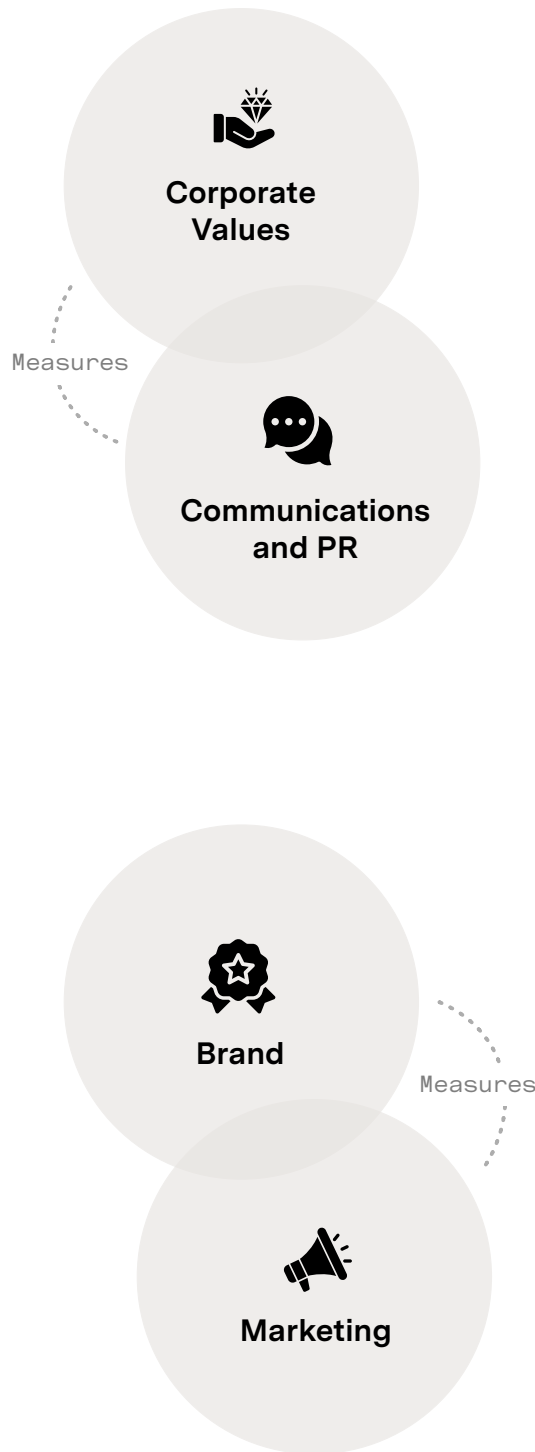 Corporate
Values
Measures
Communications
and PR
Brand
Measures
Marketing